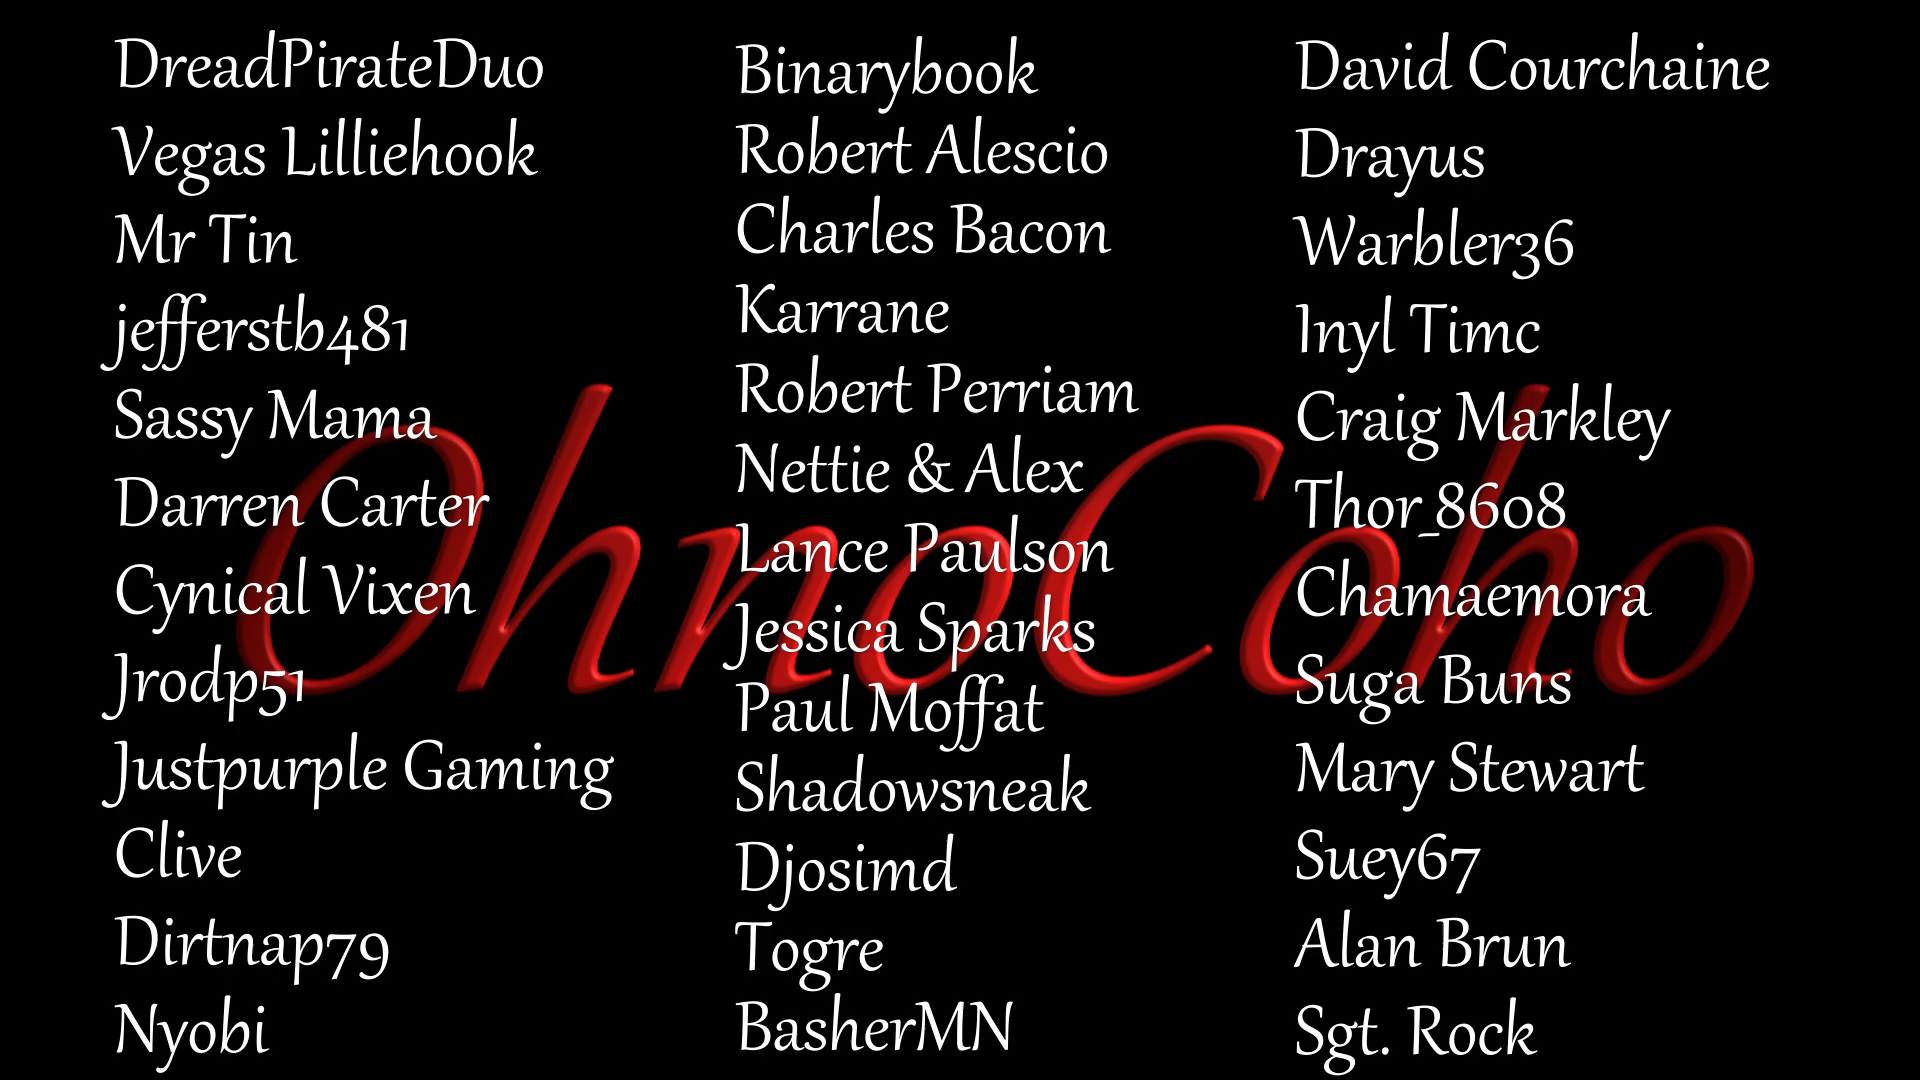 DreadPirateDuo
Vegas Lilliehook
Mr Tin
jefferstb481
Sassy Mama
Darren Carter
Cynical Vixen
Jrodp51
Justpurple Gaming
Clive
Dirtnap79
Nyobi
Binarybook
Robert Alescio
Charles Bacon
Karrane
Robert Perriam
Nettie & Alex
Lance Paulson
Jessica Sparks
Paul Moffat
Shadowsneak
Djosimd
Togre
BasherMN
David Courchaine
Drayus
Warbler36
Inyl Timc
Craig Markley
Thor_8608
Chamaemora
Suga Buns
Mary Stewart
Suey67
Alan Brun
Sgt. Rock
OhnoCoho